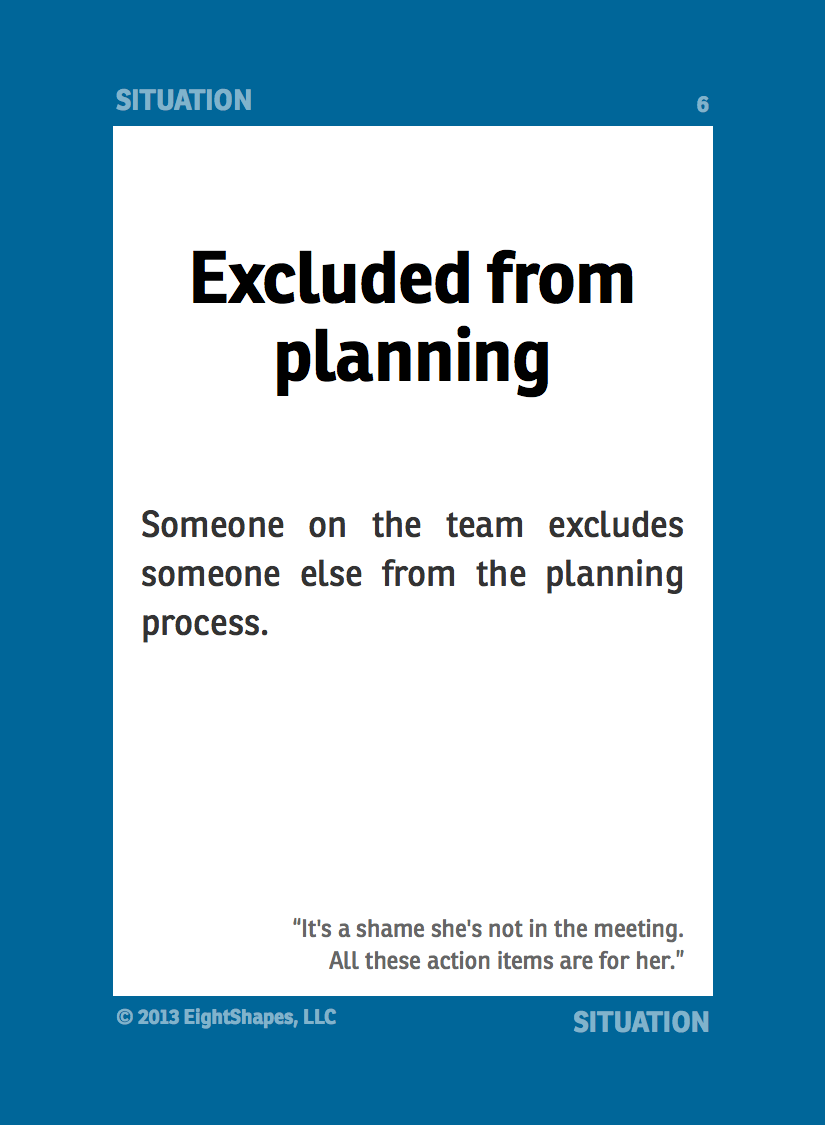 SITUATION
6
Excluded from
planning
Someone on the team excludes
someone else from the planning
process.
“It's a shame she's not in the meeting.
All these action items are for her.”
© 2013 EightShapes, LLC
SITUATION